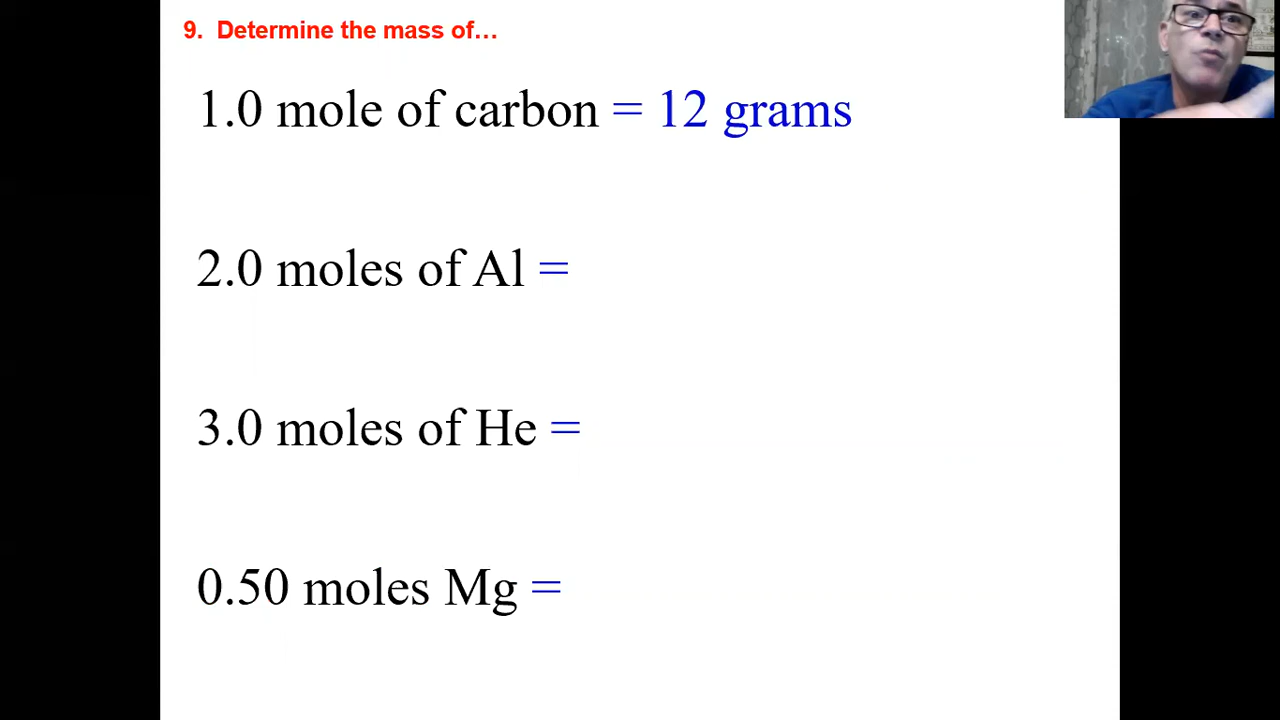 9. Determine the mass of…
1.0 mole of carbon = 12 grams
2.0 moles of Al =
3.0 moles of He =
0.50 moles Mg =